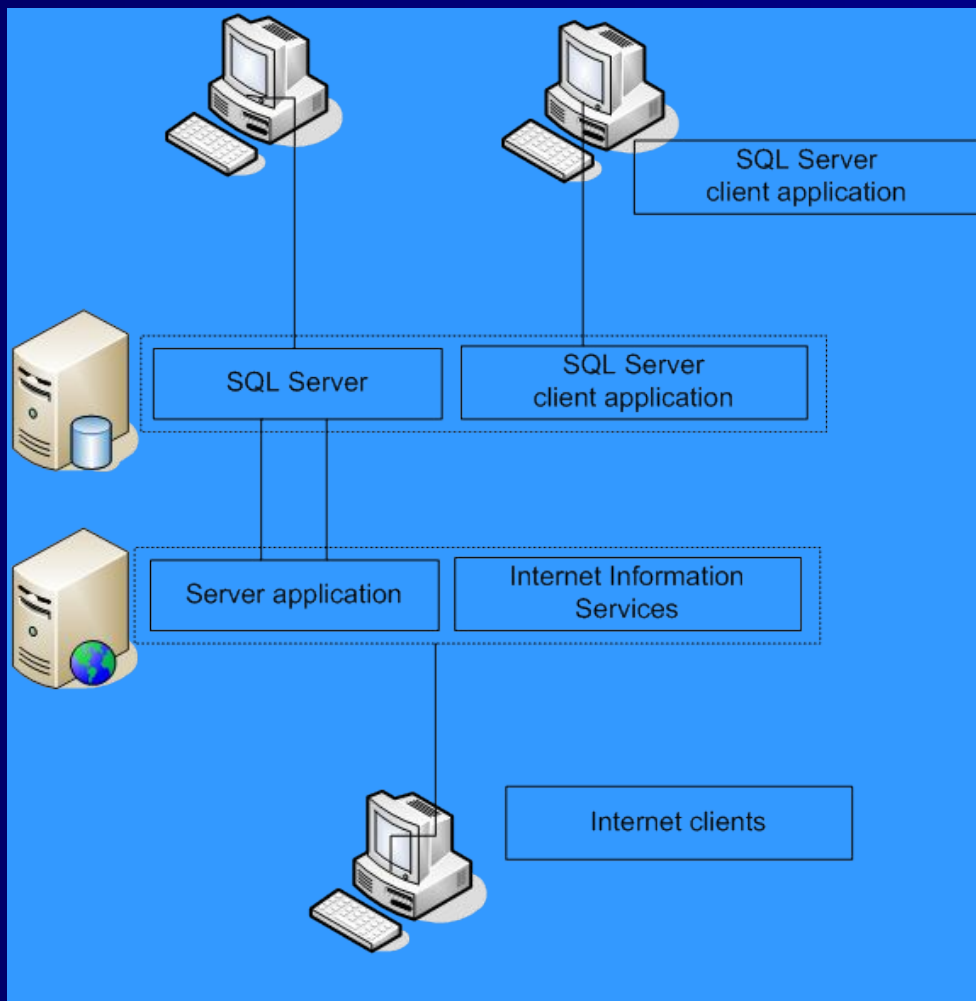 SQL Server
client application
SQL Server
SQL Server
client application
Server application
Internet Information
Services
Internet clients